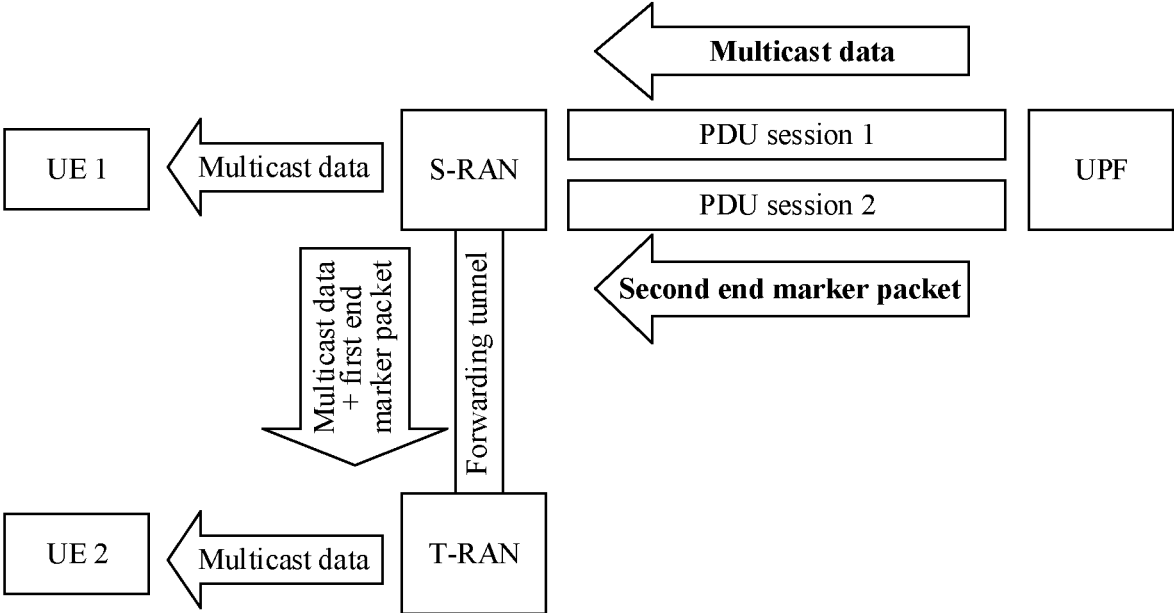 Multicast data
PDU session 1
UE 1
Multicast data
S-RAN
UPF
PDU session 2
Second end marker packet
Multicast data
+ first end
marker packet
Forwarding tunnel
UE 2
Multicast data
T-RAN